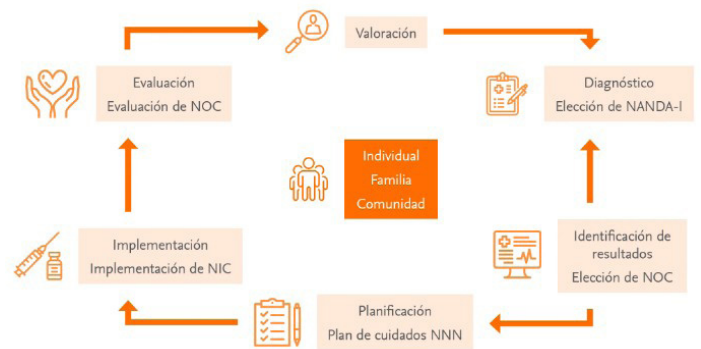 Valoración
Diagnóstico
Elección de NANDA-I
Identificación de
resultados
Elección de NOC
Planificación
Plan de cuidados NNN
Implementación
Implementación de NIC
Evaluación
Evaluación de NOC
Individual
Familia
Comunidad